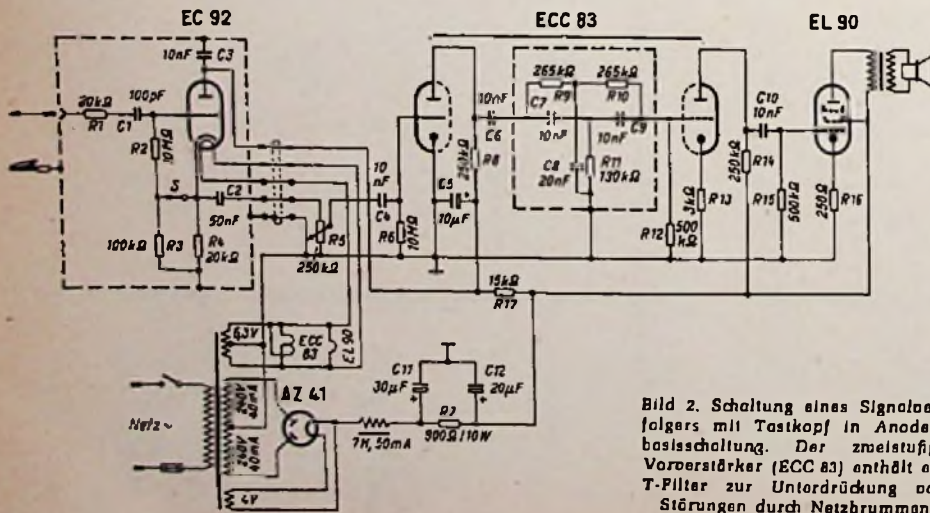 EC 92
ECC 83
EL 90
10nF C3
20kΩ
R1
100pF
C1
R2
10MΩ
S
C2
50nF
100kΩ
R3
R4
20kΩ
R5
250kΩ
10
nF
C4
R6
10MΩ
C5
10µF
R8
250kΩ
10nF
C6
265kΩ
R9
265kΩ
R10
C7
10nF
C9
10nF
C8
20nF
R11
130kΩ
R12
500
kΩ
R13
3kΩ
R14
250kΩ
C10
10nF
R15
500kΩ
R16
250Ω
15kΩ
R17
6,3V
ECC
83
EL 90
Netz~
240V
40mA
240V
40mA
4V
AZ 41
7H, 50mA
C11
30µF
C12
20µF
R7
900Ω/10W
Bild 2. Schaltung eines
folgers mit Tastkopf in
basisschaltung. Der
Vorverstärker (ECC 83) enthält
T-Filter zur Unterdrückung
Störungen durch